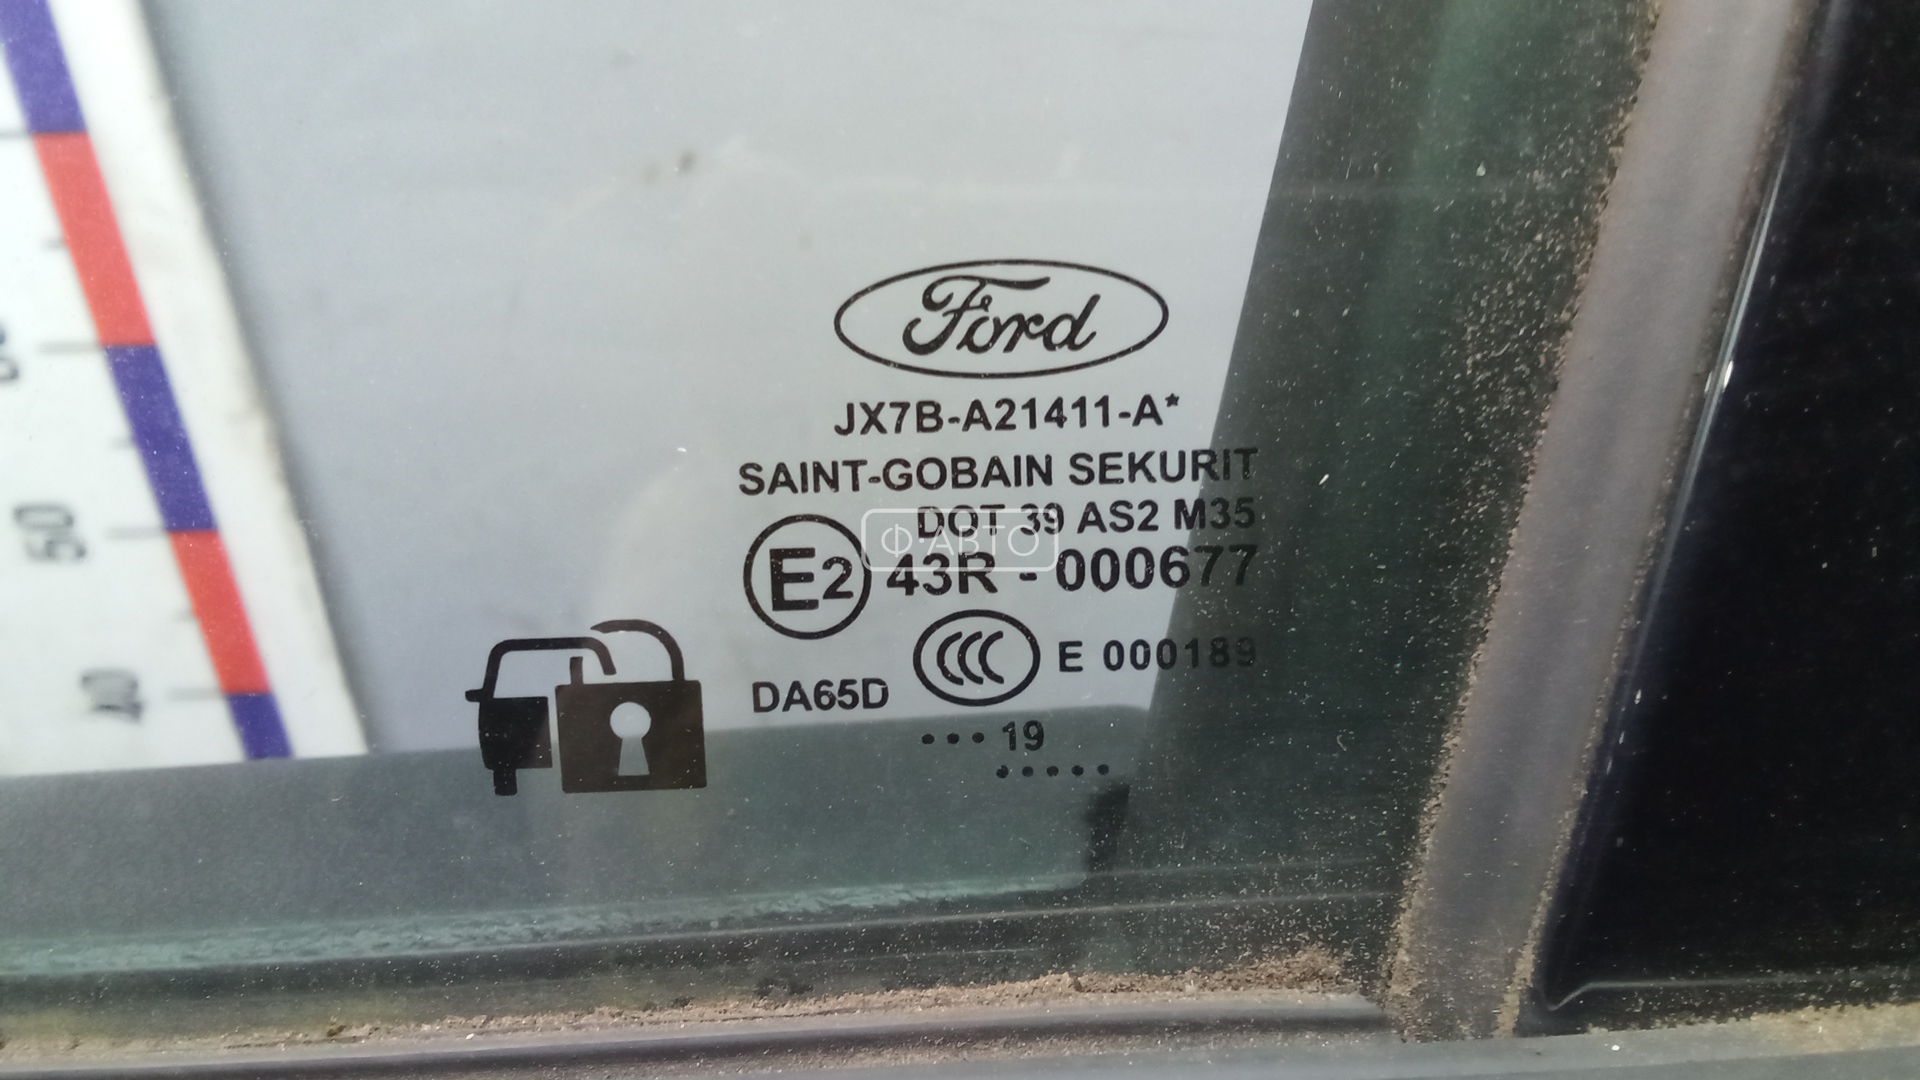 Ford
JX7B-A21411-A*
SAINT-GOBAIN SEKURIT
DOT 39 AS2 M35
ФАВТО
E2 43R - 000677
CCC E 000189
DA65D
•••19
•••••
50
40